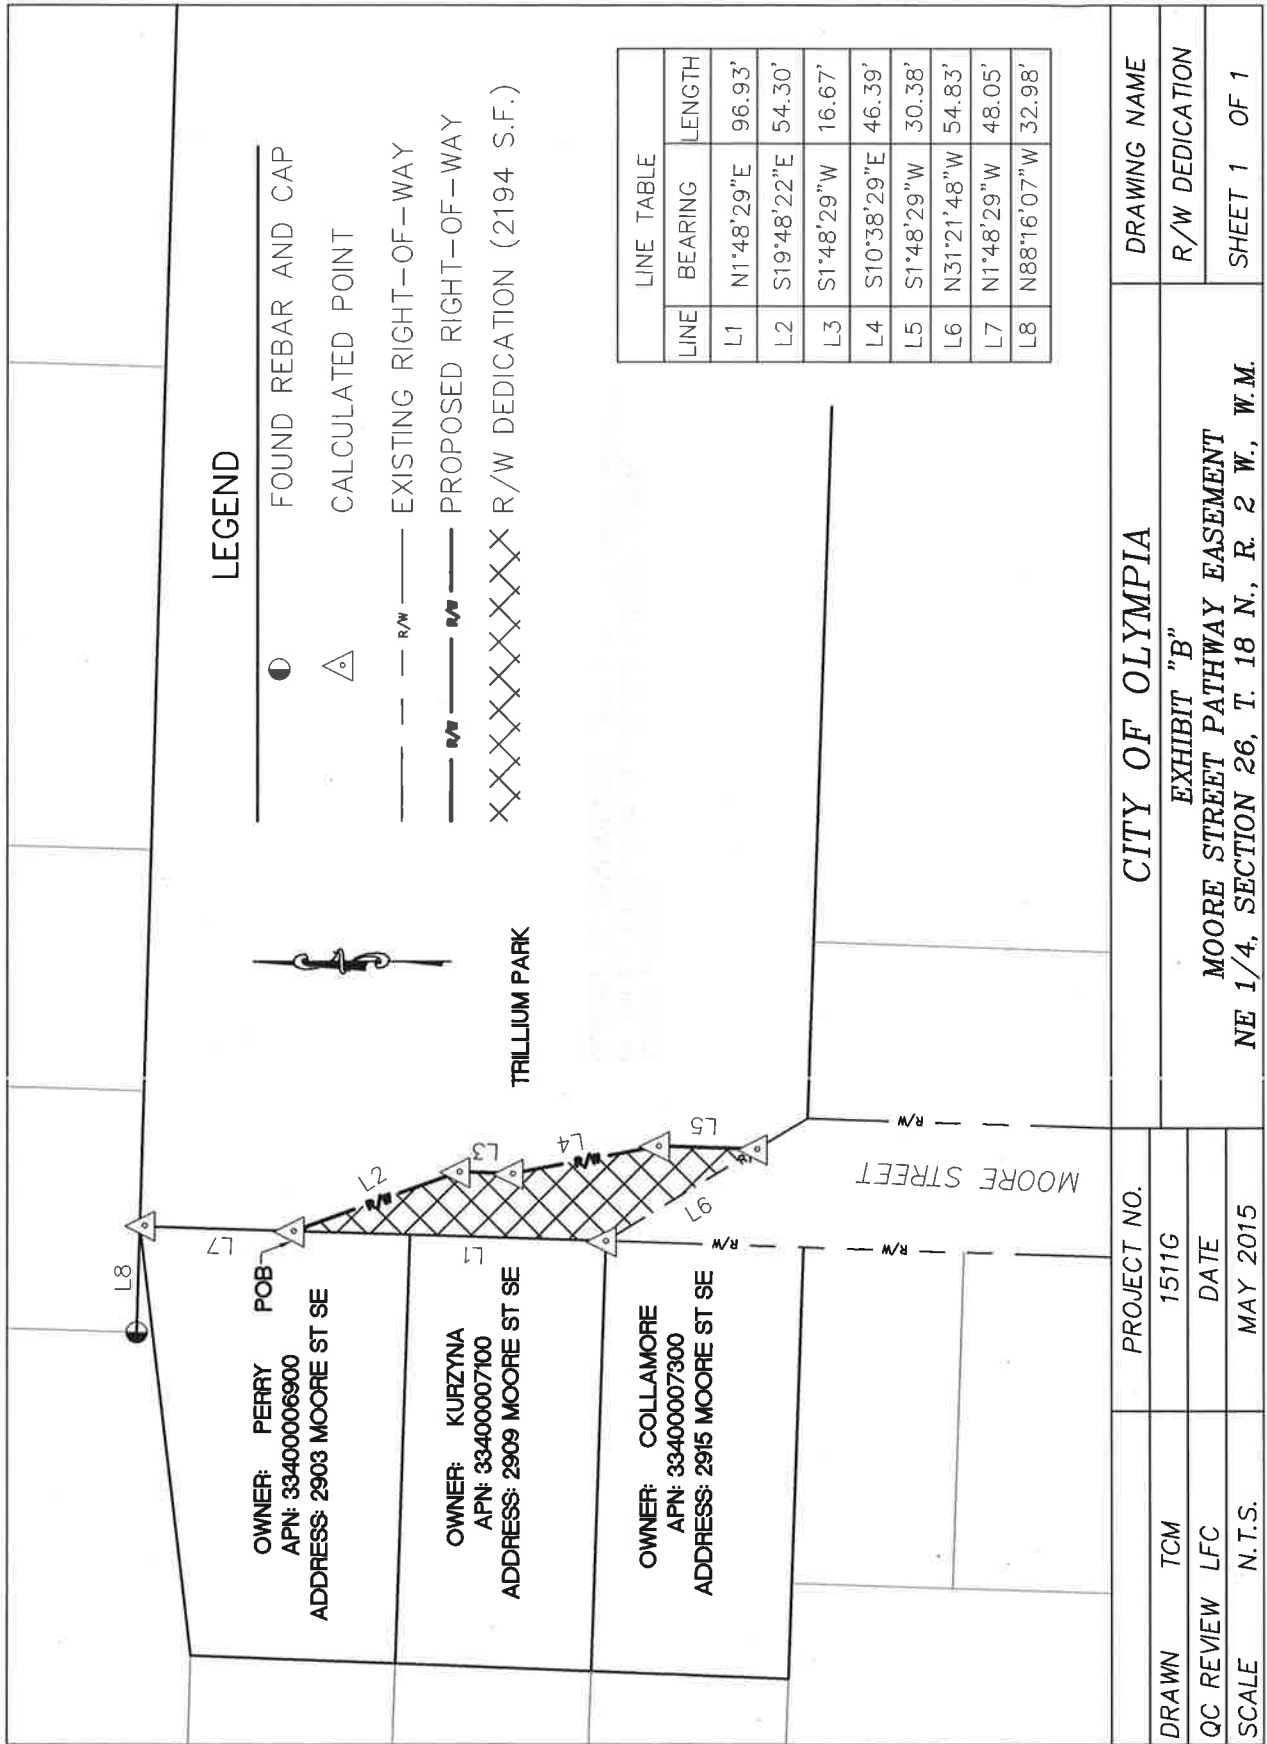 LEGEND
FOUND REBAR AND CAP
CALCULATED POINT
R/W EXISTING RIGHT-OF-WAY
R/W R/W PROPOSED RIGHT-OF-WAY
R/W DEDICATION (2194 S.F.)
LINE TABLE
LINE BEARING LENGTH
L1 N1°48'29"E 96.93'
L2 S19°48'22"E 54.30'
L3 S1°48'29"W 16.67'
L4 S10°38'29"E 46.39'
L5 S1°48'29"W 30.38'
L6 N31°21'48"W 54.83'
L7 N1°48'29"W 48.05'
L8 N88°16'07"W 32.98'
TRILLIUM PARK
L8
L7
POB
L2
R/W
L3
L4
R/W
L5
L1
L6
R/W
R/W
R/W
R/W
MOORE STREET
OWNER: PERRY
APN: 33400006900
ADDRESS: 2903 MOORE ST SE
OWNER: KURZYNA
APN: 33400007100
ADDRESS: 2909 MOORE ST SE
OWNER: COLLAMORE
APN: 33400007300
ADDRESS: 2915 MOORE ST SE
DRAWN TCM
QC REVIEW LFC
SCALE N.T.S.
PROJECT NO.
1511G
DATE
MAY 2015
CITY OF OLYMPIA
EXHIBIT "B"
MOORE STREET PATHWAY EASEMENT
NE 1/4, SECTION 26, T. 18 N., R. 2 W., W.M.
DRAWING NAME
R/W DEDICATION
SHEET 1 OF 1